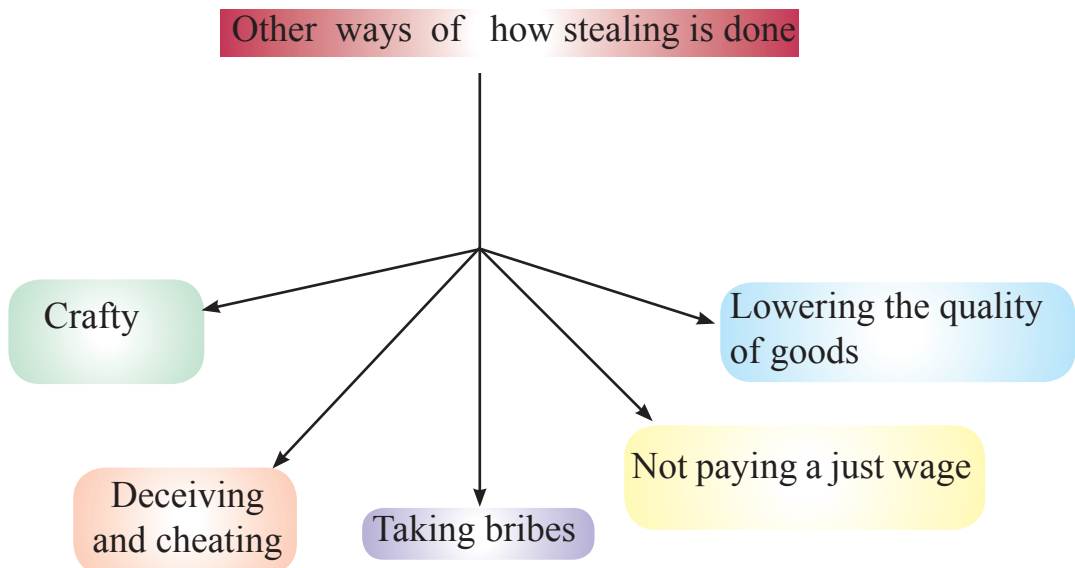 Other ways of how stealing is done
Crafty
Deceiving
and cheating
Taking bribes
Not paying a just wage
Lowering the quality
of goods